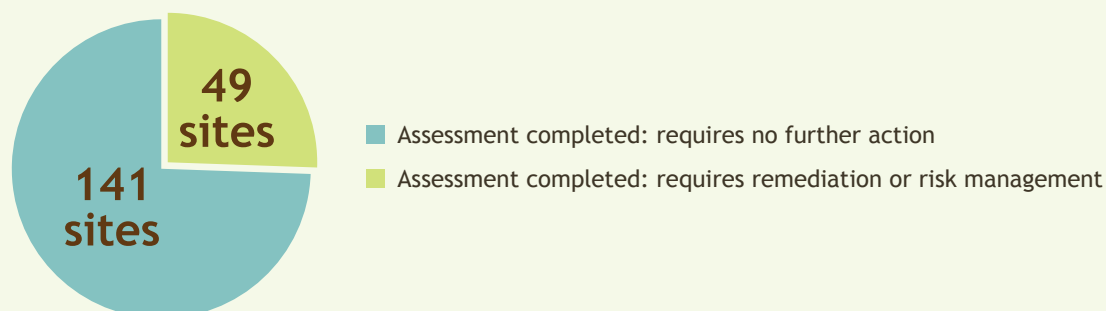 49
sites
141
sites
Assessment completed: requires no further action
Assessment completed: requires remediation or risk management